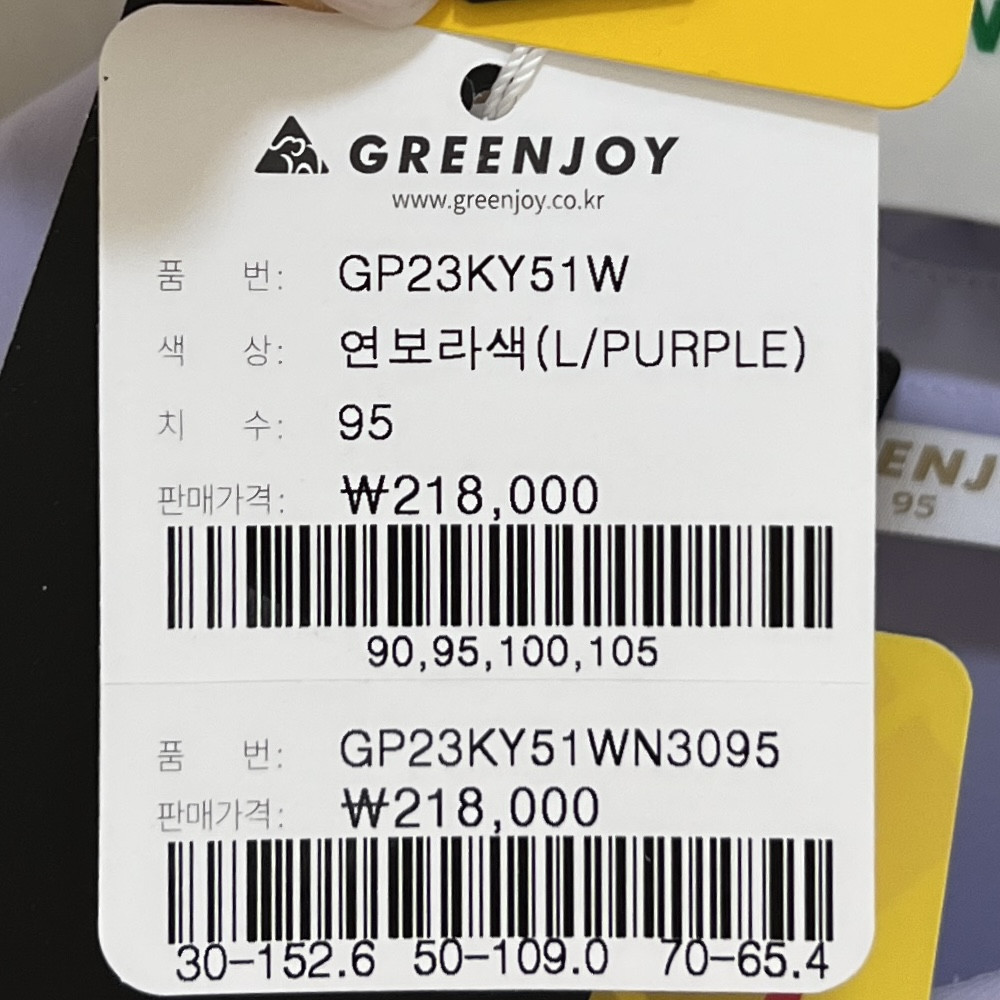 GREENJOY
www.greenjoy.co.kr
품 번: GP23KY51W
색 상: 연보라색(L/PURPLE)
치 수: 95
판매가격: ₩218,000
90,95,100,105
품 번: GP23KY51WN3095
판매가격: ₩218,000
30-152.6 50-109.0 70-65.4
ENJ
95